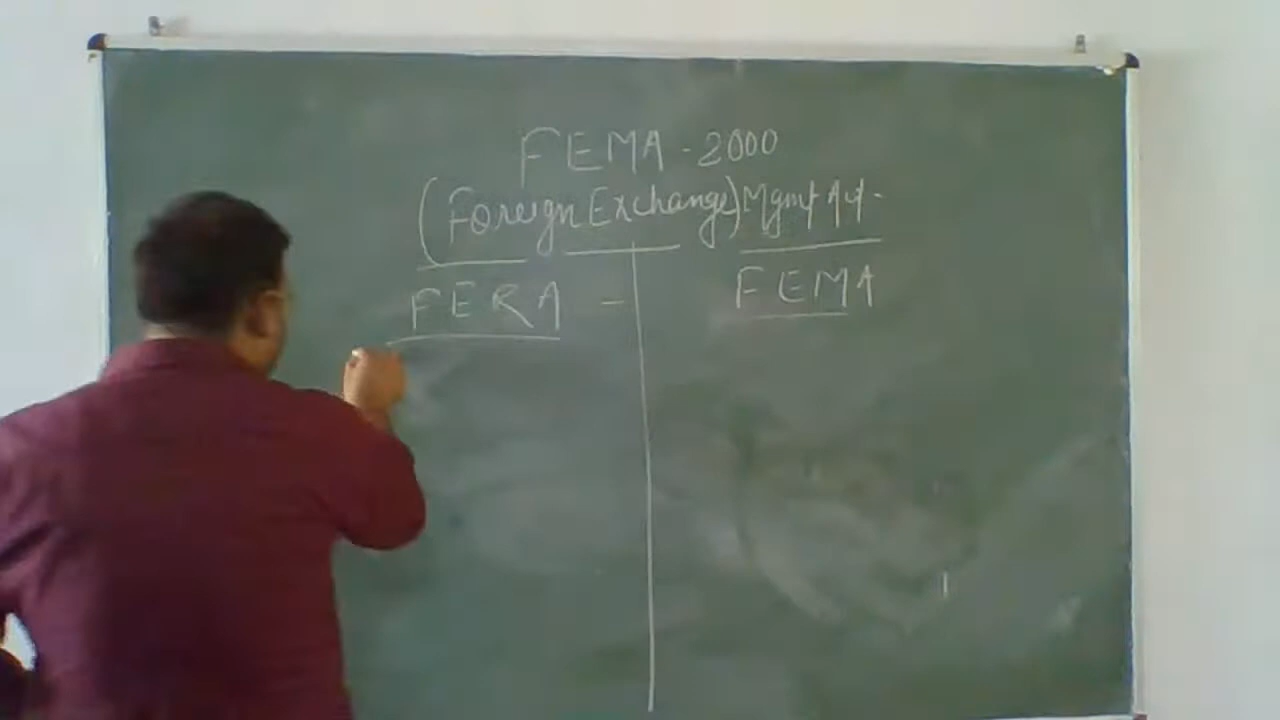 FEMA - 2000
(Foreign Exchange) Mgmt Act.
FERA - FEMA